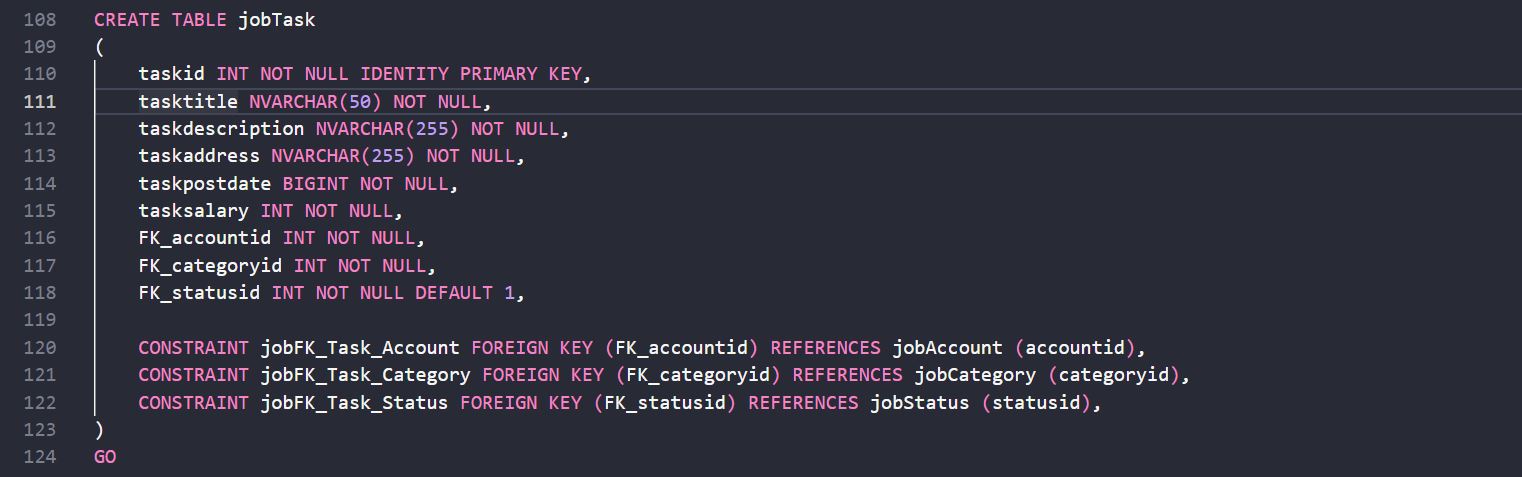 108 CREATE TABLE jobTask
109 (
110 taskid INT NOT NULL IDENTITY PRIMARY KEY,
111 tasktitle NVARCHAR(50) NOT NULL,
112 taskdescription NVARCHAR(255) NOT NULL,
113 taskaddress NVARCHAR(255) NOT NULL,
114 taskpostdate BIGINT NOT NULL,
115 tasksalary INT NOT NULL,
116 FK_accountid INT NOT NULL,
117 FK_categoryid INT NOT NULL,
118 FK_statusid INT NOT NULL DEFAULT 1,
119
120 CONSTRAINT jobFK_Task_Account FOREIGN KEY (FK_accountid) REFERENCES jobAccount (accountid),
121 CONSTRAINT jobFK_Task_Category FOREIGN KEY (FK_categoryid) REFERENCES jobCategory (categoryid),
122 CONSTRAINT jobFK_Task_Status FOREIGN KEY (FK_statusid) REFERENCES jobStatus (statusid),
123 )
124 GO